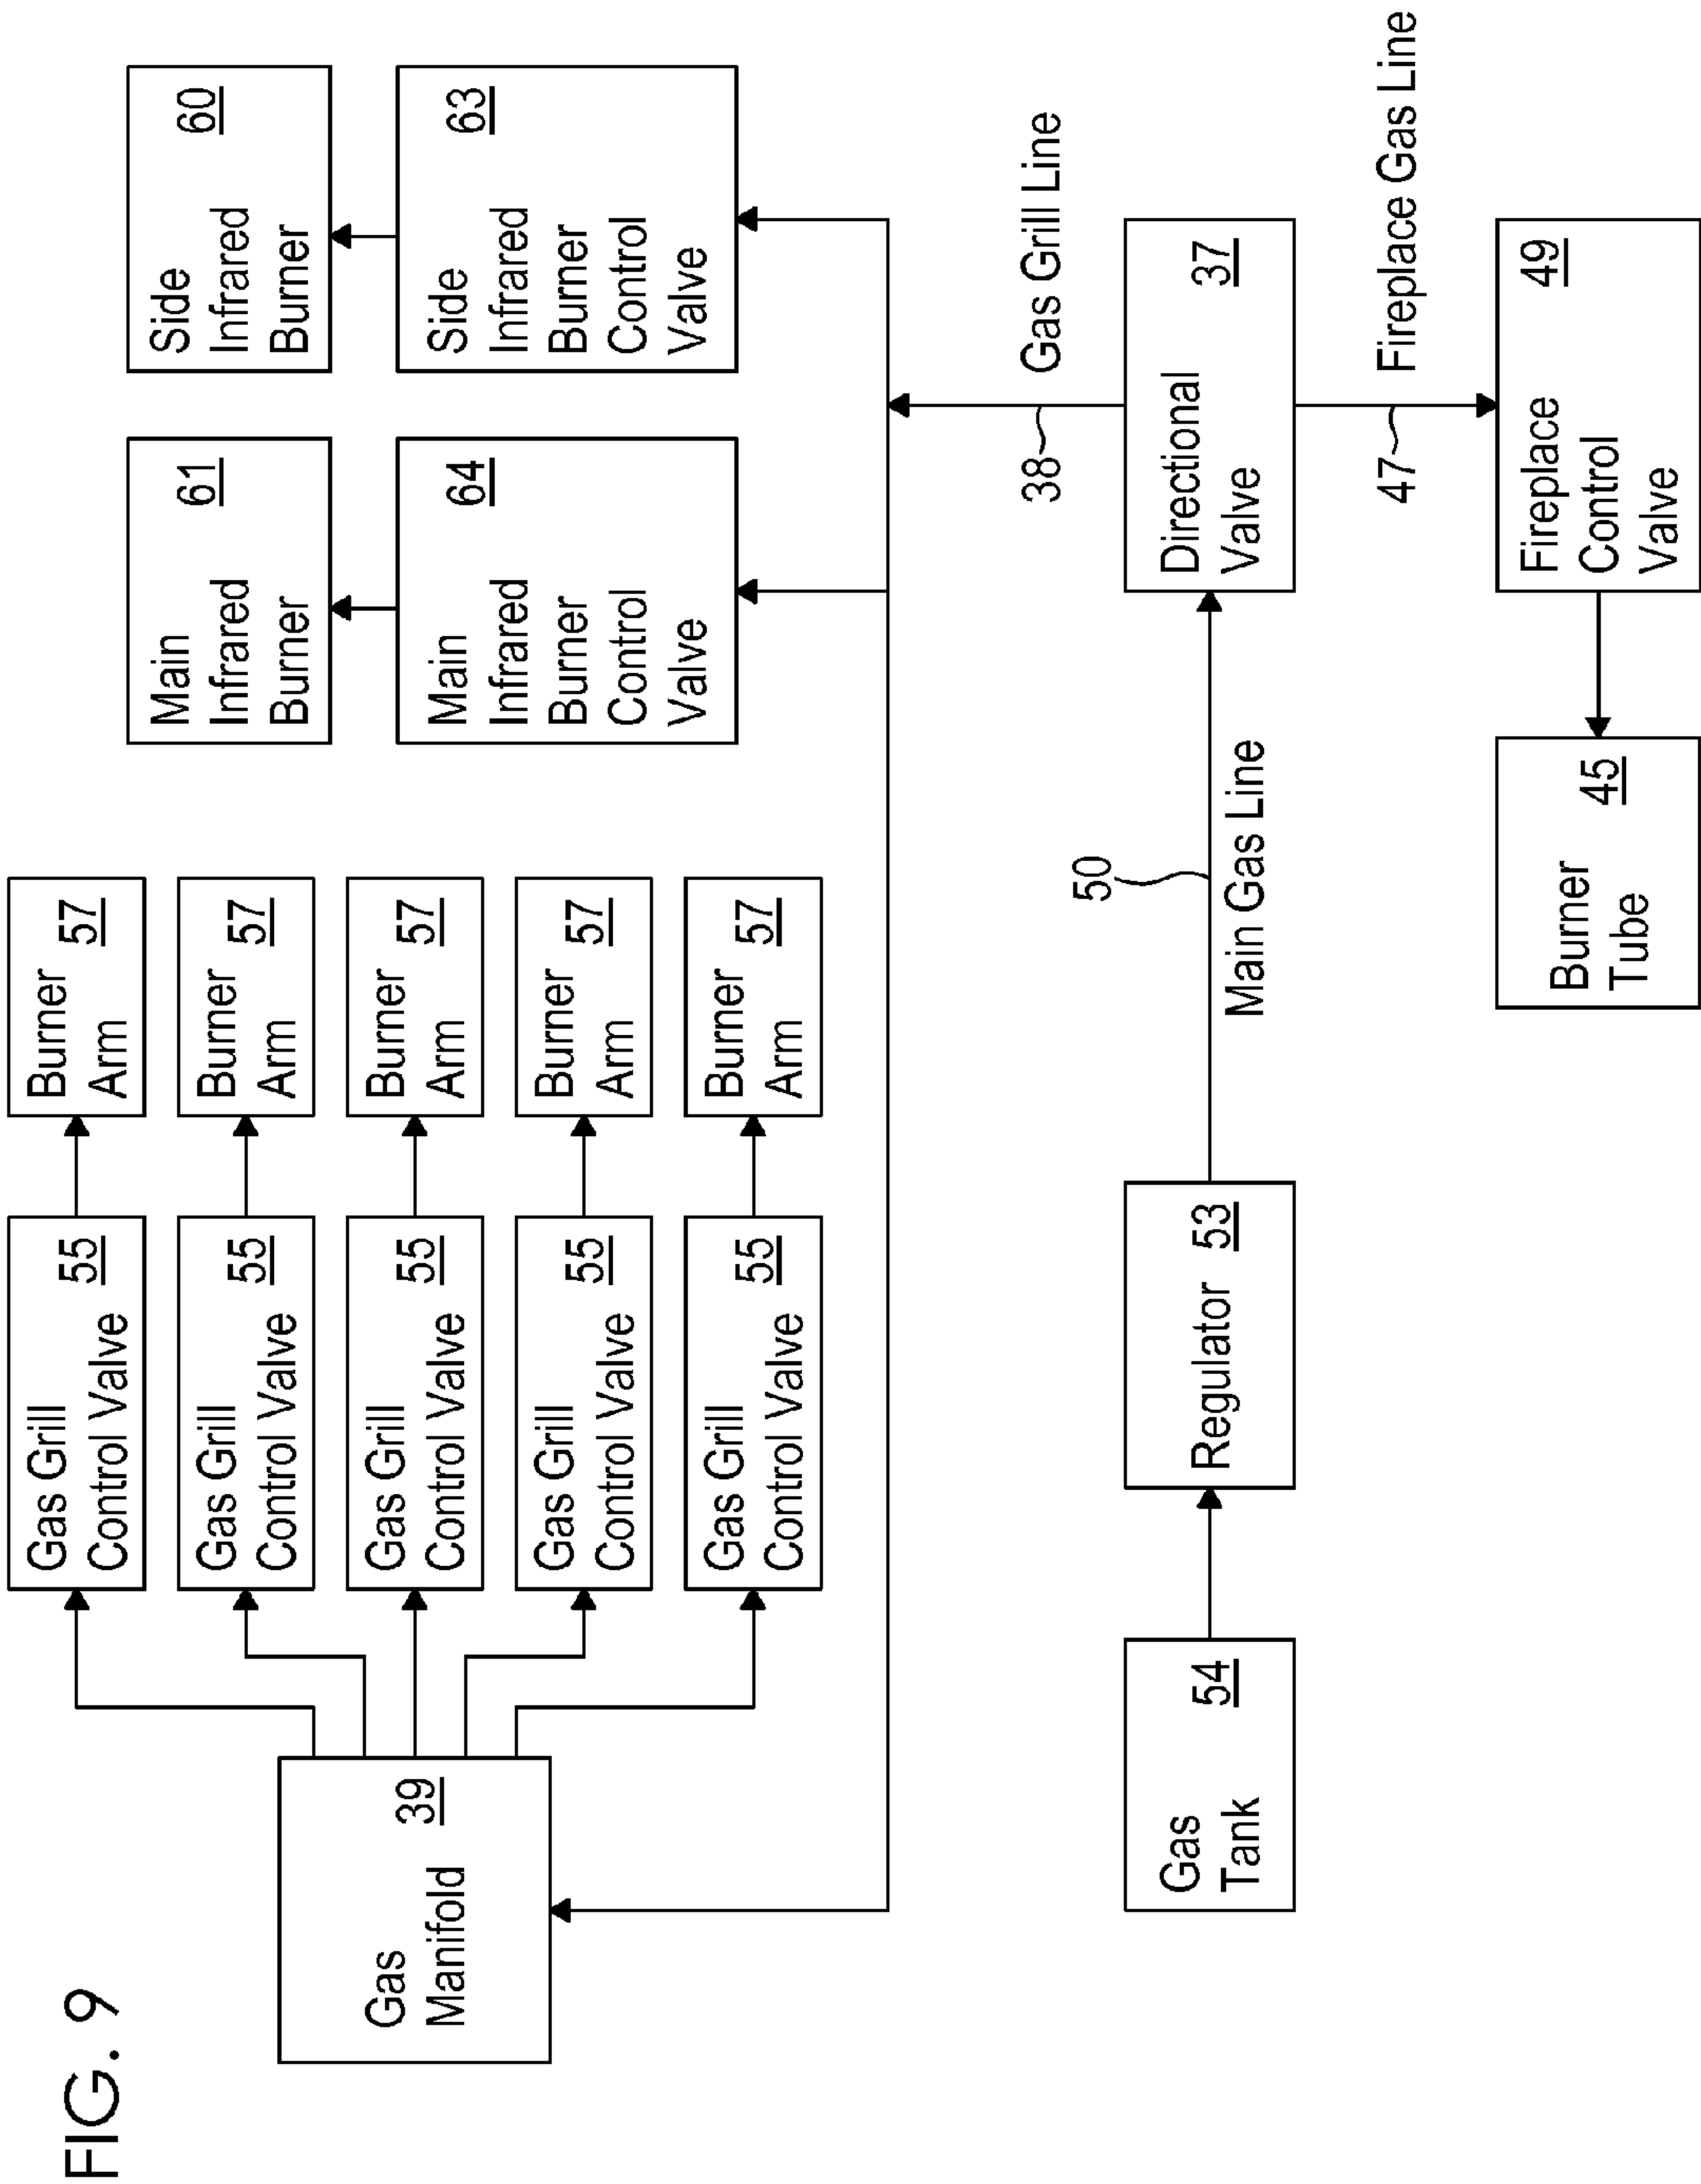 FIG. 9
Gas
Manifold 39
Gas Grill
Control Valve 55
Burner
Arm 57
Gas Grill
Control Valve 55
Burner
Arm 57
Gas Grill
Control Valve 55
Burner
Arm 57
Gas Grill
Control Valve 55
Burner
Arm 57
Gas Grill
Control Valve 55
Burner
Arm 57
Main
Infrared 61
Burner
Side
Infrared 60
Burner
Main
Infrared 64
Burner
Control
Valve
Side
Infrared 63
Burner
Control
Valve
38
Gas Grill Line
Gas
Tank 54
Regulator 53
50
Main Gas Line
Directional
Valve 37
47
Fireplace Gas Line
Burner
Tube 45
Fireplace 49
Control
Valve